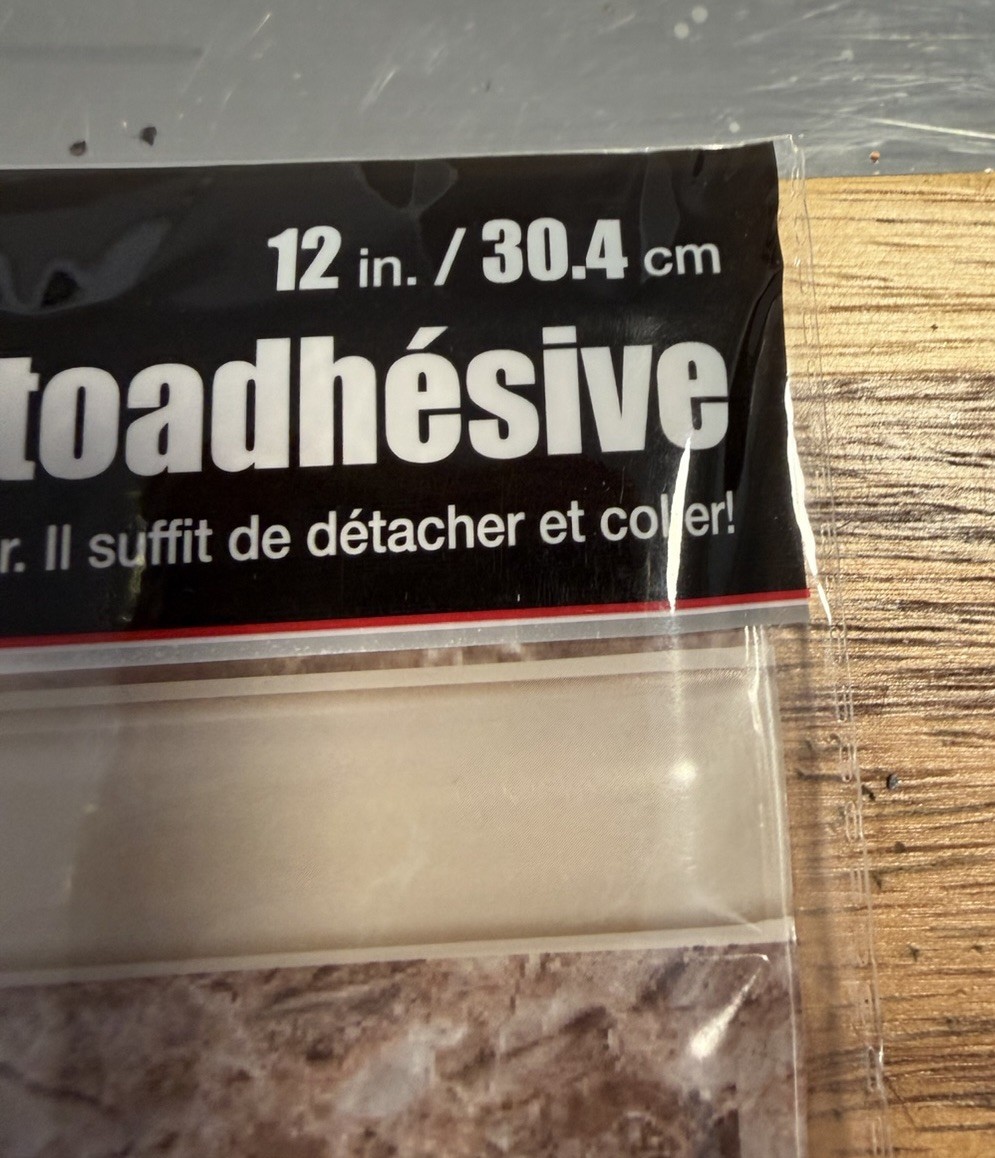 12 in. / 30.4 cm
toadhésive
r. Il suffit de détacher et coller!